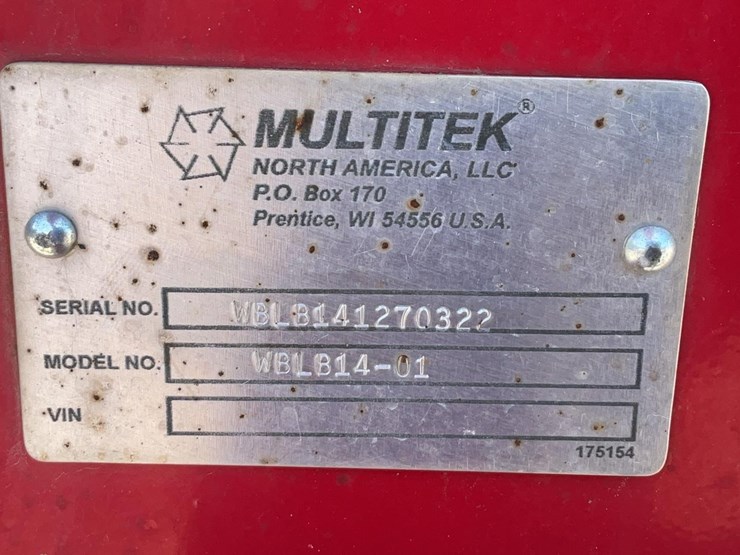 MULTITEK®
NORTH AMERICA, LLC
P.O. Box 170
Prentice, WI 54556 U.S.A.
SERIAL NO. WBLB141270322
MODEL NO. WBLB14-01
VIN
175154